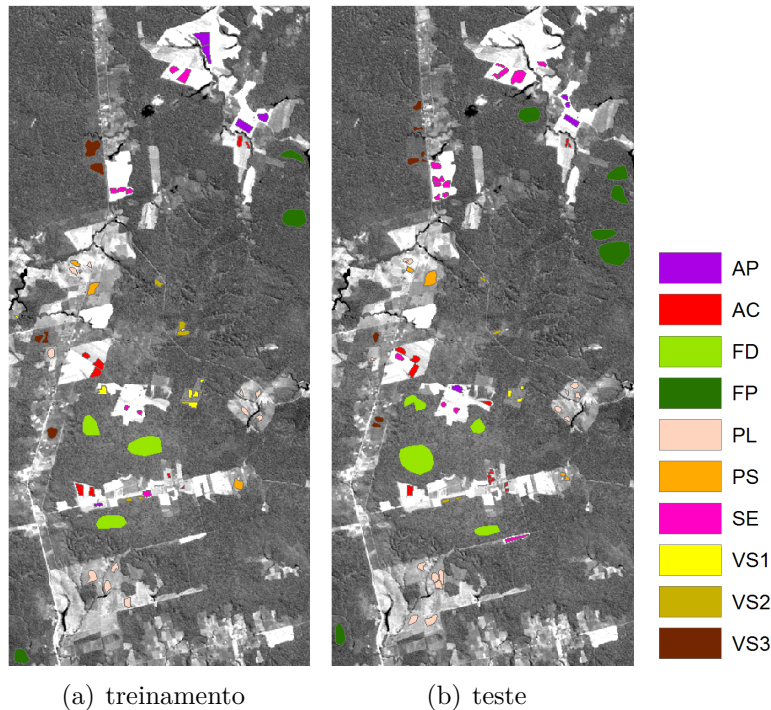 AP
AC
FD
FP
PL
PS
SE
VS1
VS2
VS3
(a) treinamento
(b) teste